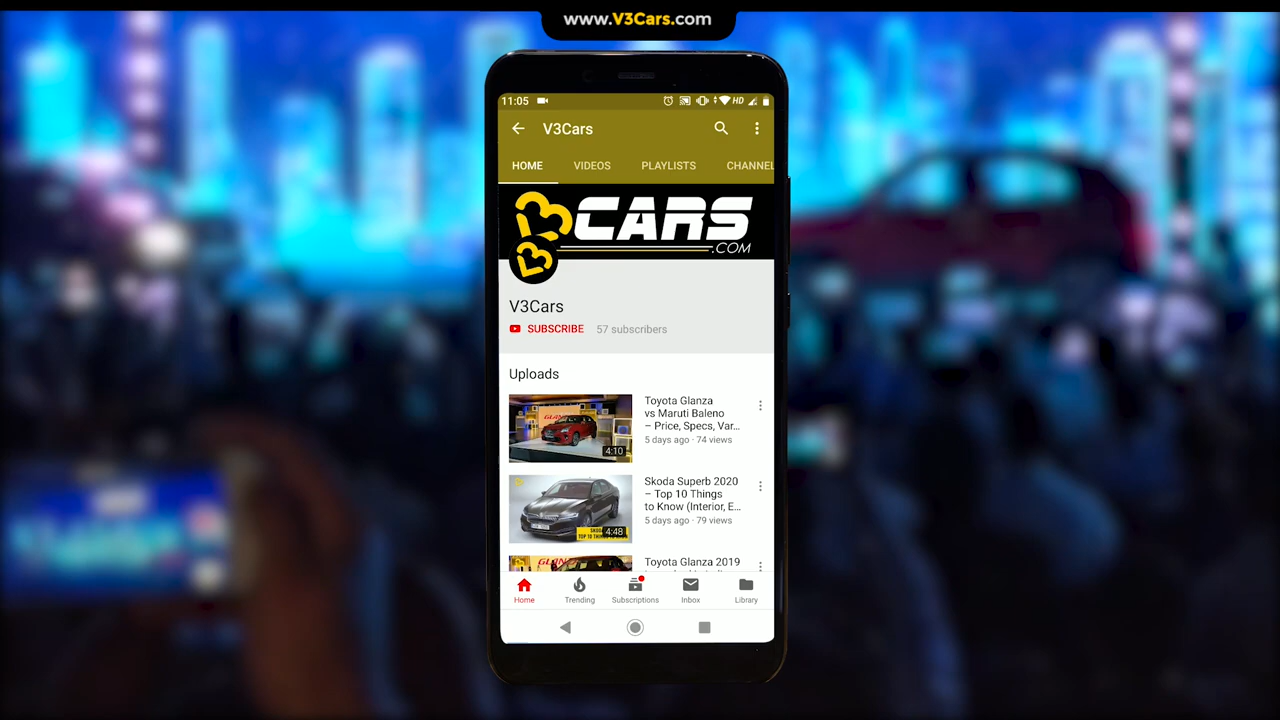 www.V3Cars.com
11:05 HD
V3Cars
HOME VIDEOS PLAYLISTS CHANNEL
CARS
.COM
V3Cars
SUBSCRIBE 57 subscribers
Uploads
Toyota Glanza
vs Maruti Baleno
– Price, Specs, Var...
5 days ago · 74 views
GLANZA
4:10
Skoda Superb 2020
– Top 10 Things
to Know (Interior, E...
5 days ago · 79 views
4:48
Toyota Glanza 2019
Home Trending Subscriptions Inbox Library